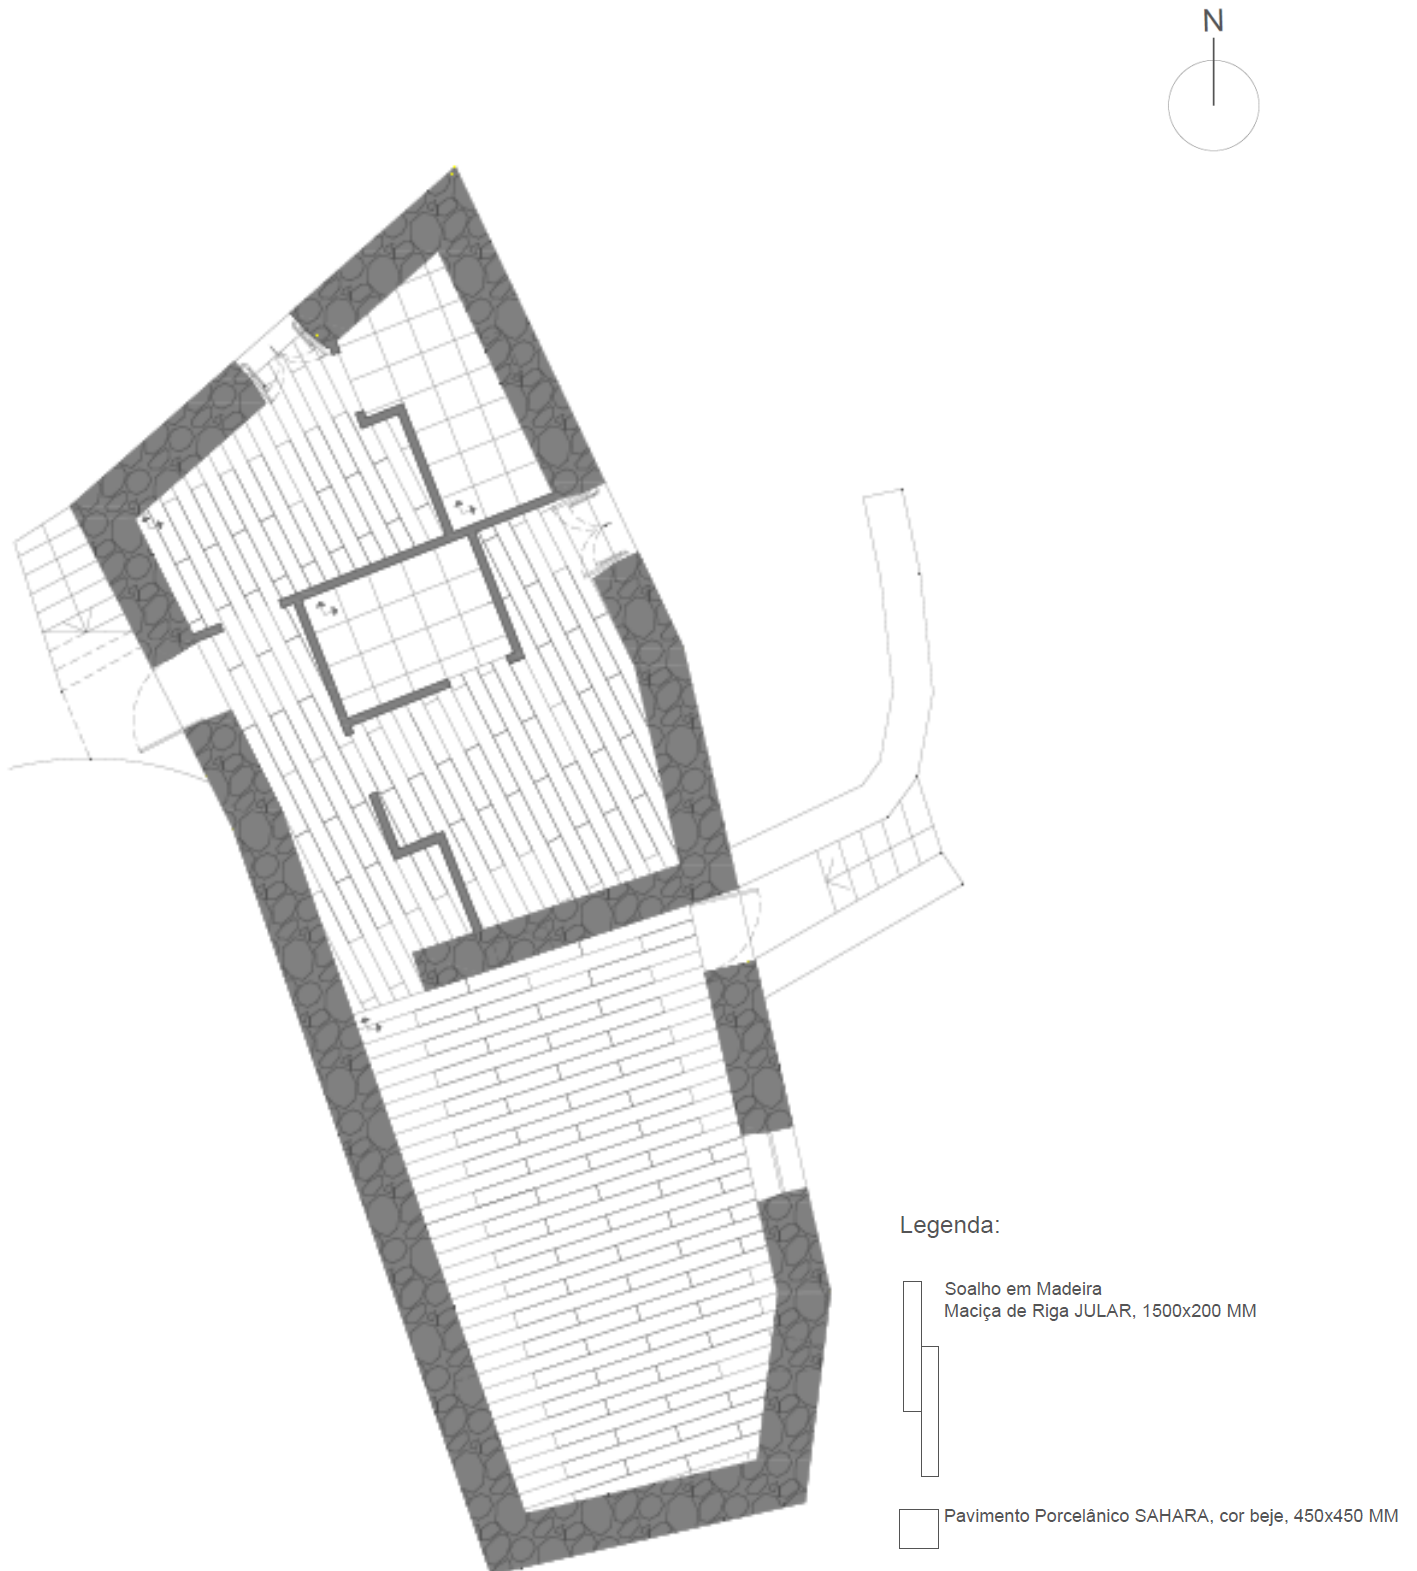 N
Legenda:
Soalho em Madeira
Maciça de Riga JULAR, 1500x200 MM
Pavimento Porcelânico SAHARA, cor beje, 450x450 MM